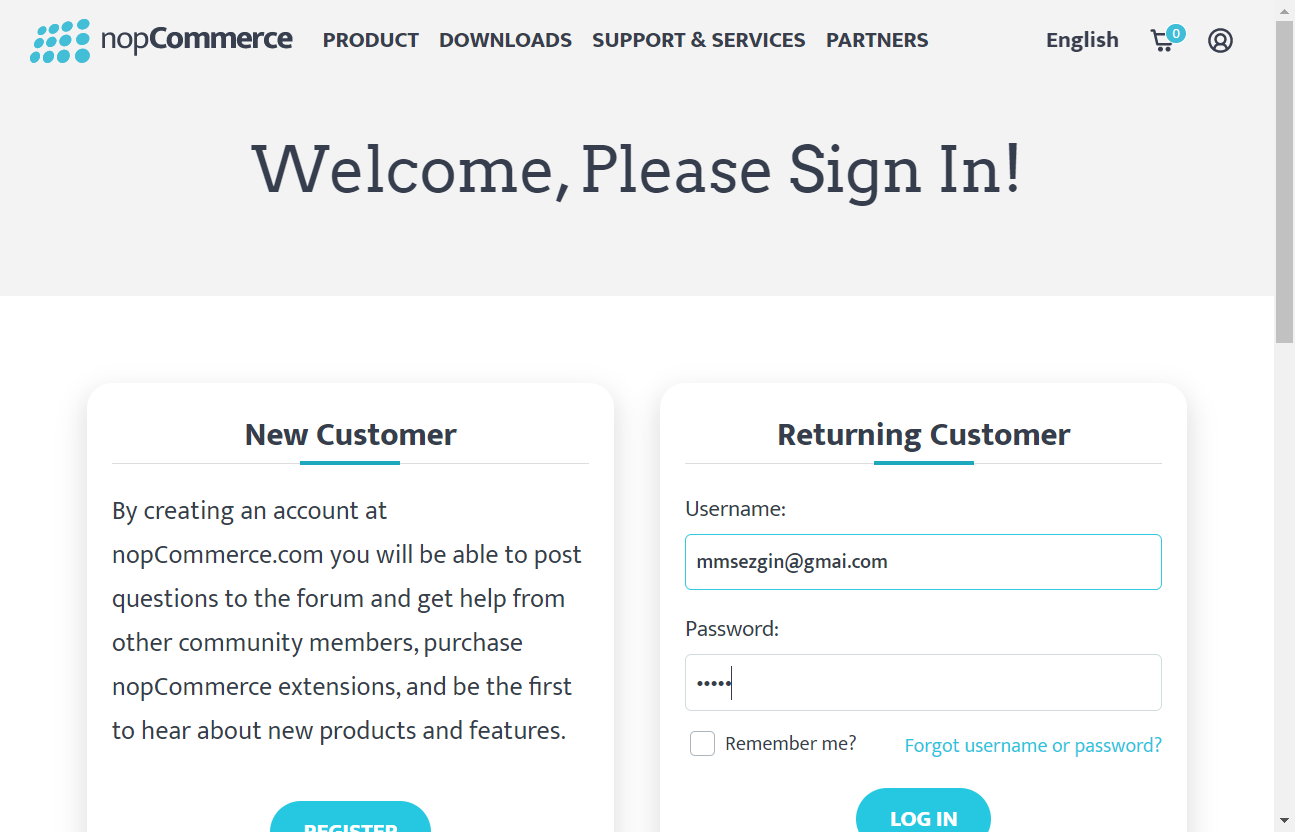 nopCommerce PRODUCT DOWNLOADS SUPPORT & SERVICES PARTNERS English 0
Welcome, Please Sign In!
New Customer
By creating an account at
nopCommerce.com you will be able to post
questions to the forum and get help from
other community members, purchase
nopCommerce extensions, and be the first
to hear about new products and features.
REGISTER
Returning Customer
Username:
mmsezgin@gmai.com
Password:
•••••
Remember me? Forgot username or password?
LOG IN